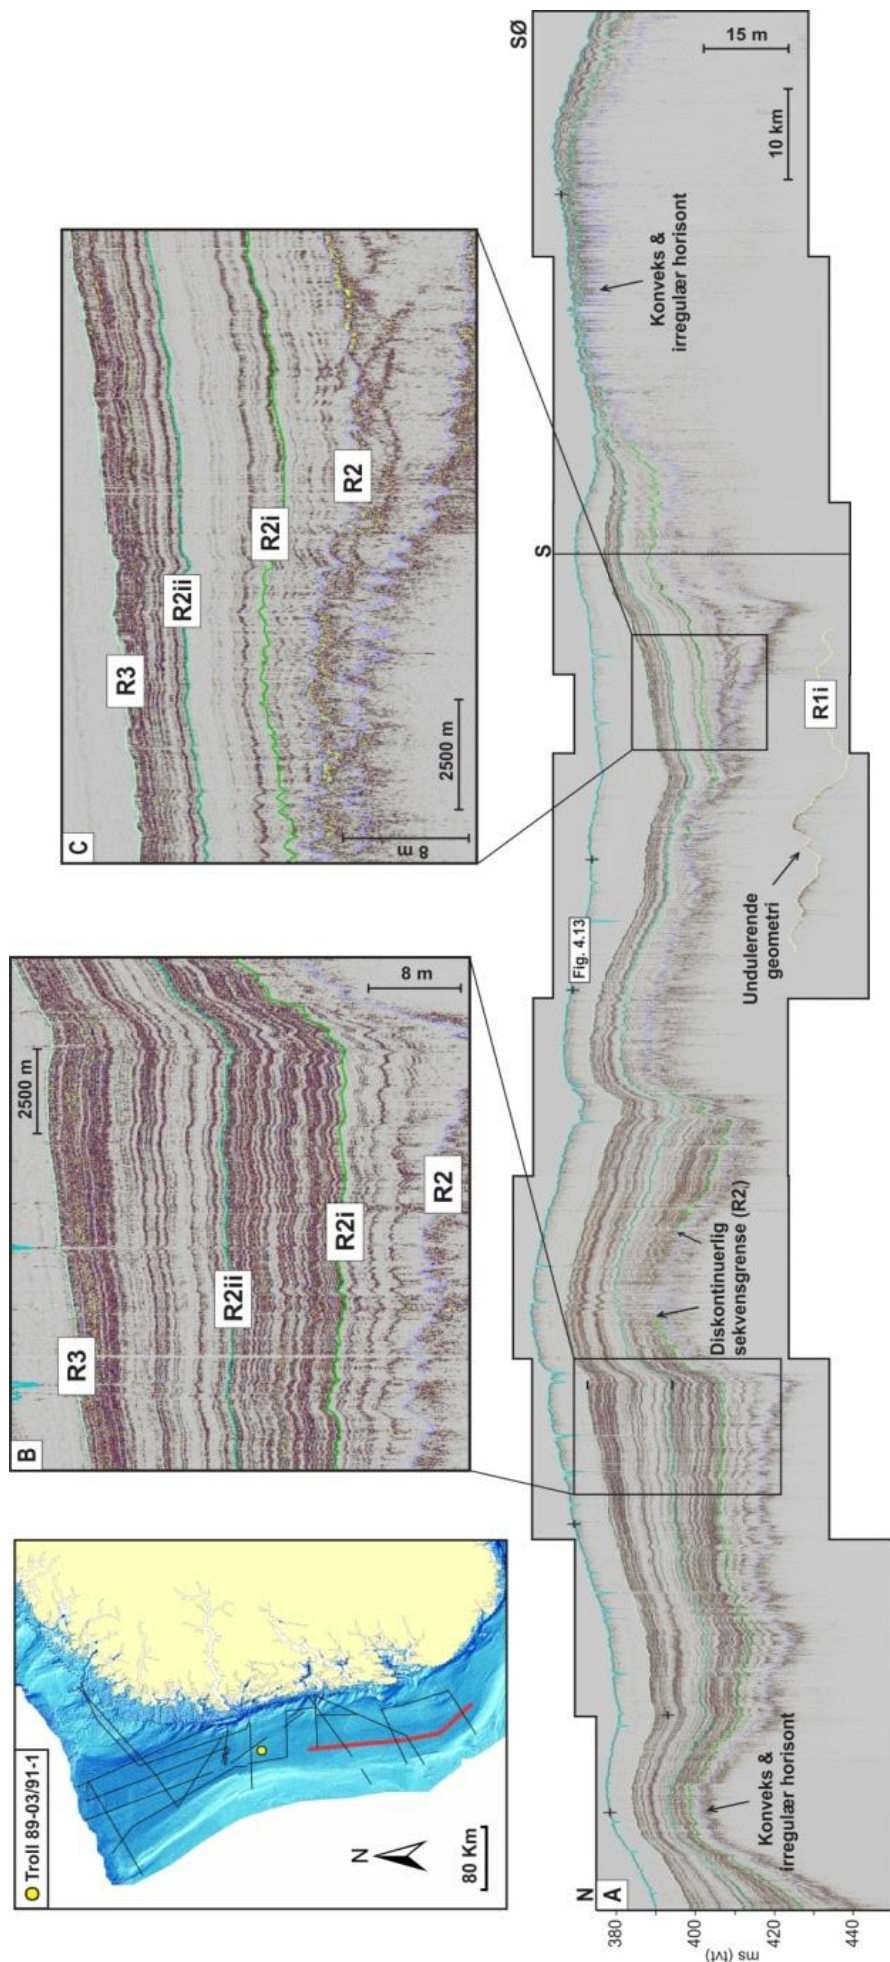 Troll 89-03/91-1
N
80 Km
B
2500 m
8 m
R3
R2ii
R2i
R2
C
R3
R2ii
R2i
R2
2500 m
8 m
N
A
S
SØ
380
400
420
440
ms (tvt)
Konveks &
irregulær horisont
Diskontinuerlig
sekvensgrense (R2)
Fig. 4.13
Undulerende
geometri
R1i
Konveks &
irregulær horisont
10 km
15 m